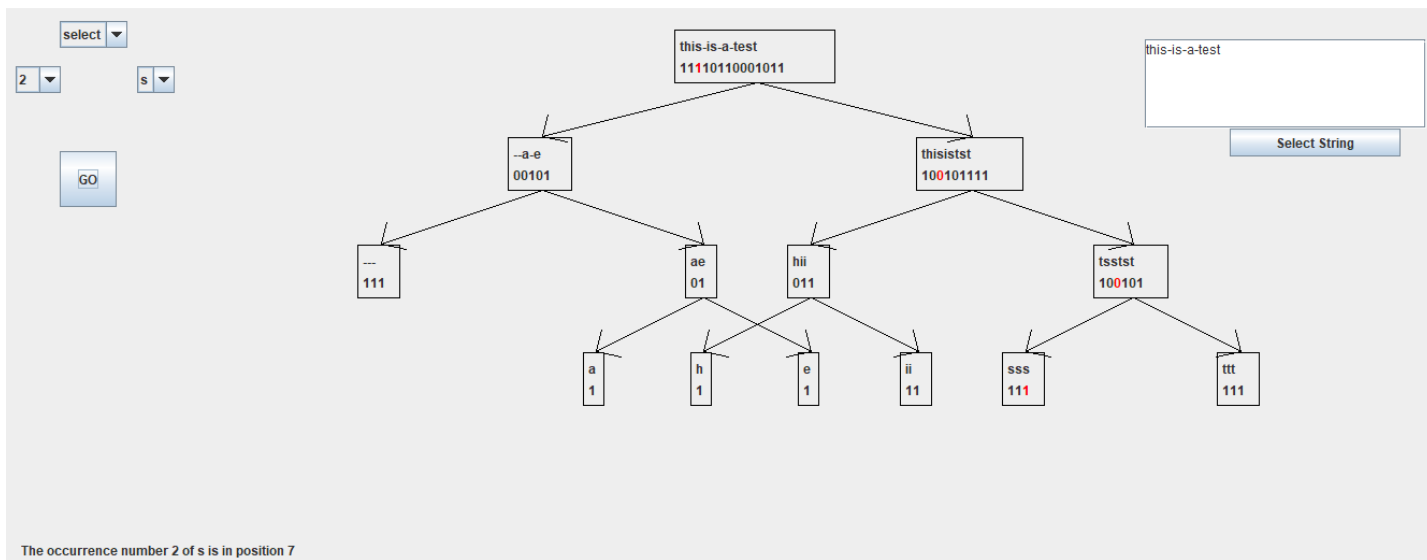 select
2
s
GO
this-is-a-test
11110110001011
this-is-a-test
Select String
--a-e
00101
thisistst
100101111
---
111
ae
01
hii
011
tsstst
100101
a
1
h
1
e
1
ii
11
sss
111
ttt
111
The occurrence number 2 of s is in position 7